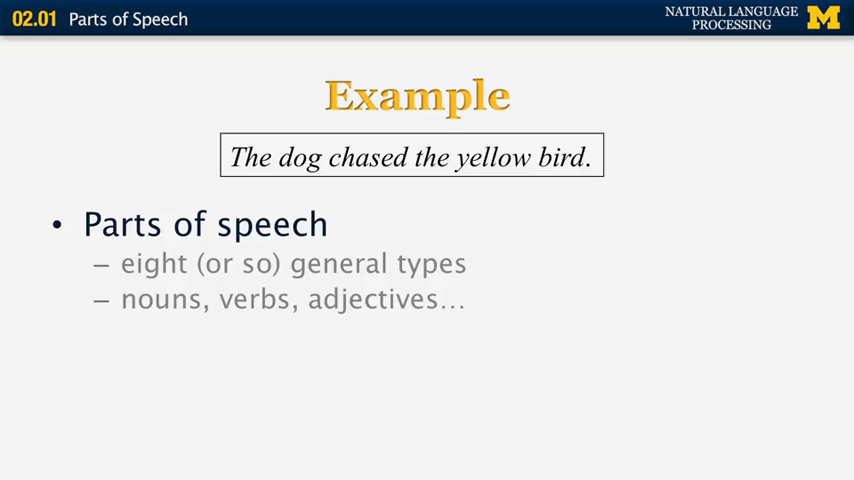 02.01 Parts of Speech
NATURAL LANGUAGE
PROCESSING
M
Example
The dog chased the yellow bird.
• Parts of speech
– eight (or so) general types
– nouns, verbs, adjectives…